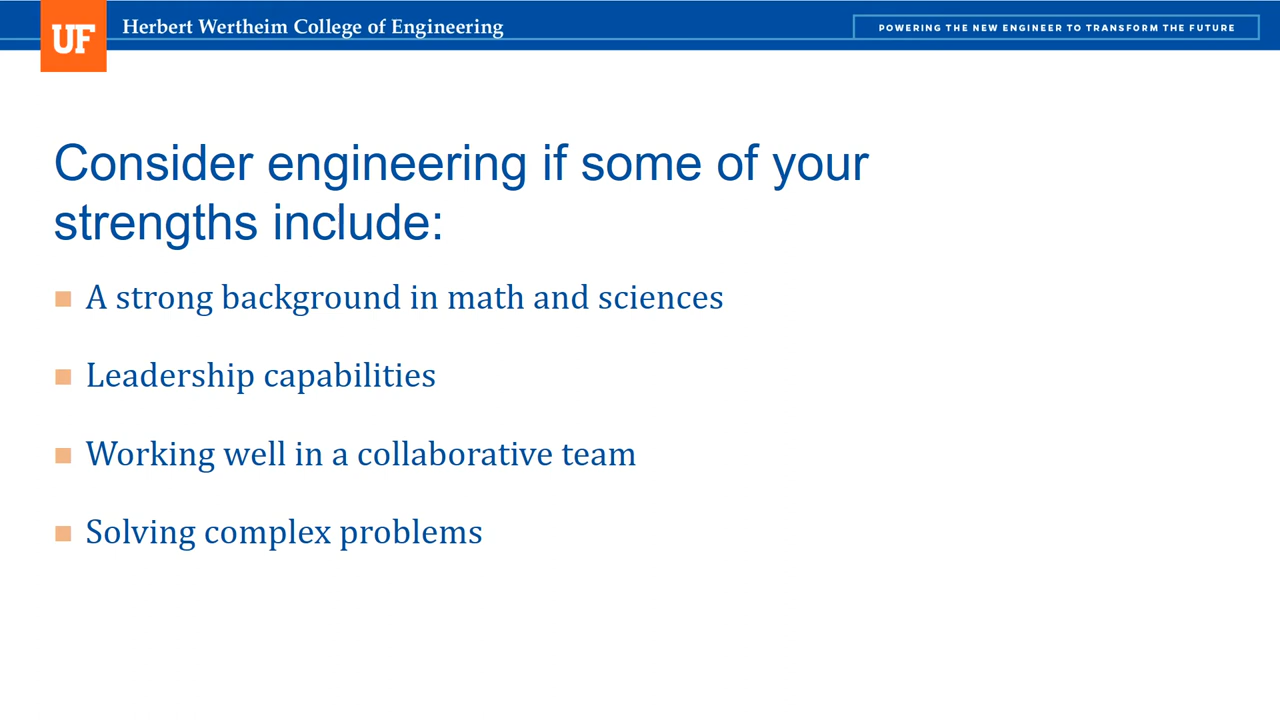 UF
Herbert Wertheim College of Engineering
POWERING THE NEW ENGINEER TO TRANSFORM THE FUTURE
Consider engineering if some of your
strengths include:
A strong background in math and sciences
Leadership capabilities
Working well in a collaborative team
Solving complex problems